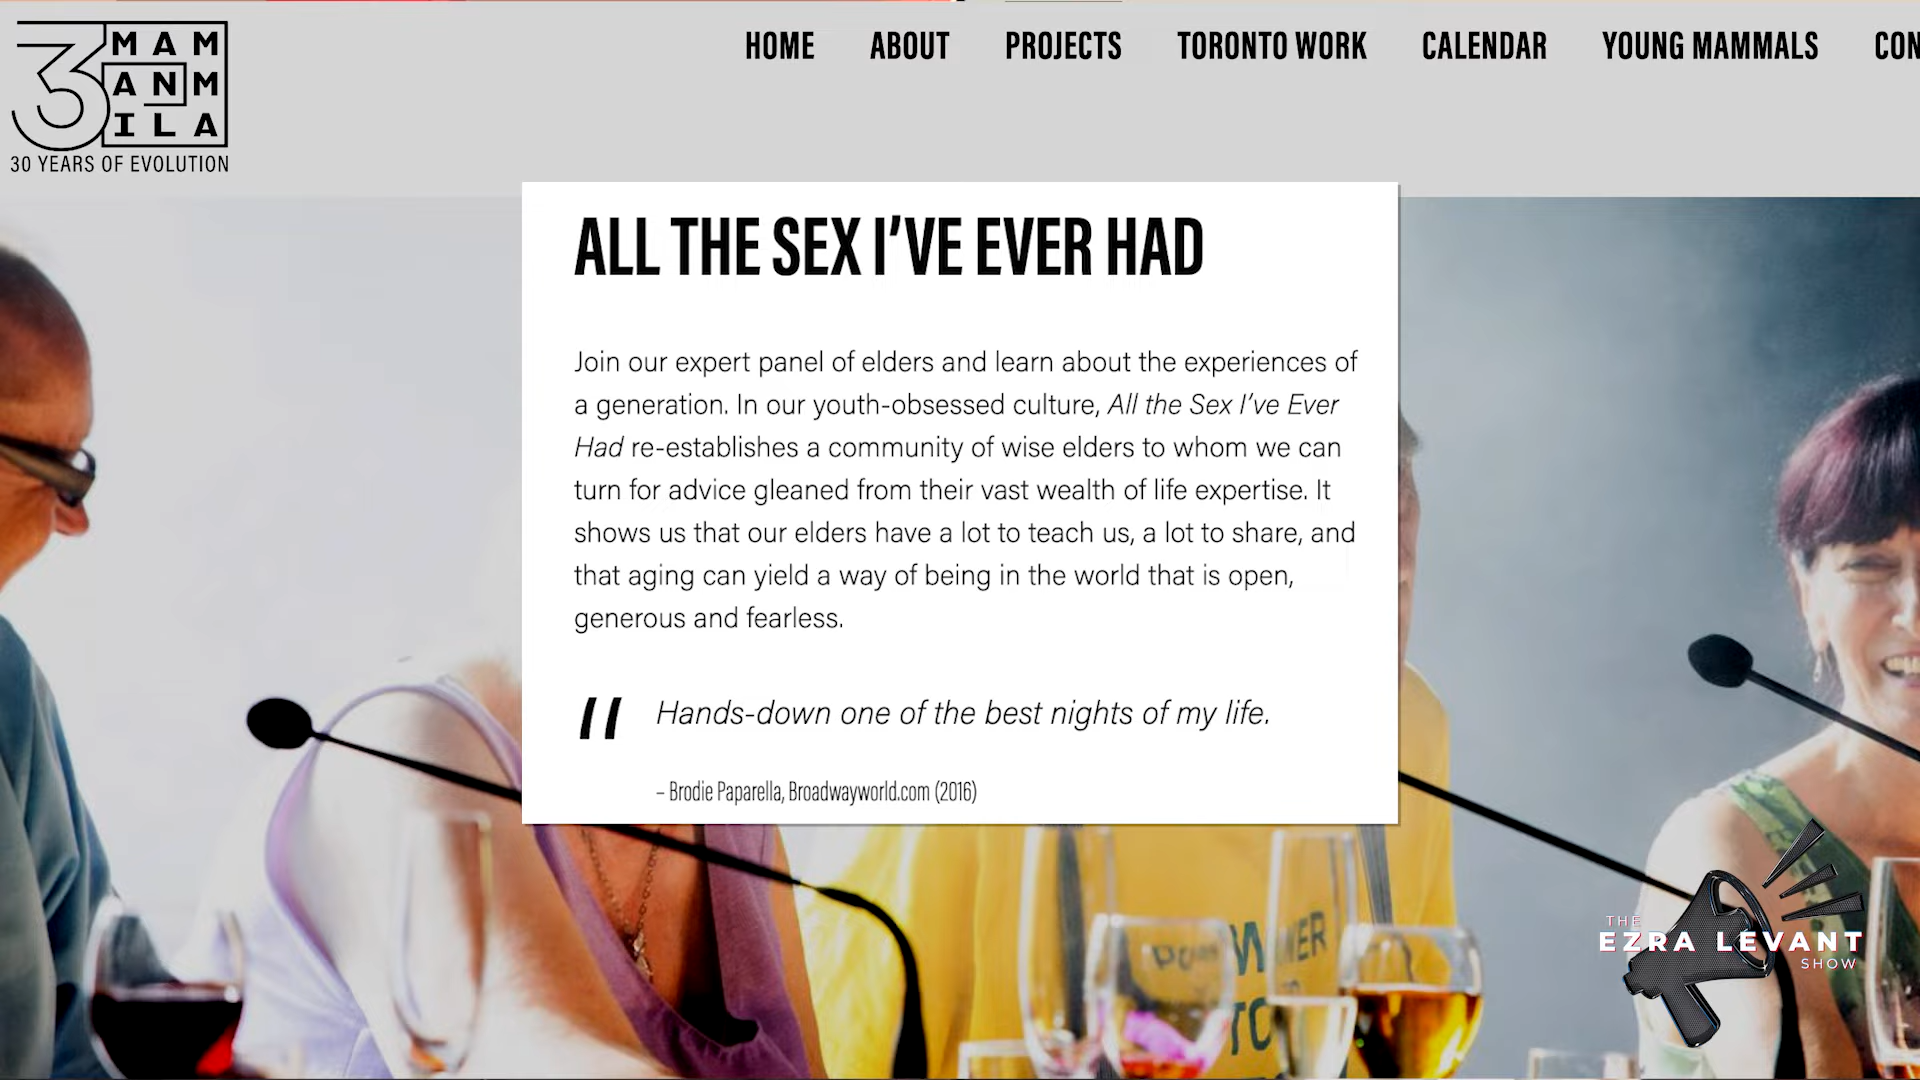 MAM
ANM
ILA
30 YEARS OF EVOLUTION
HOME ABOUT PROJECTS TORONTO WORK CALENDAR YOUNG MAMMALS CON
ALL THE SEX I'VE EVER HAD
Join our expert panel of elders and learn about the experiences of
a generation. In our youth-obsessed culture, All the Sex I've Ever
Had re-establishes a community of wise elders to whom we can
turn for advice gleaned from their vast wealth of life expertise. It
shows us that our elders have a lot to teach us, a lot to share, and
that aging can yield a way of being in the world that is open,
generous and fearless.
" Hands-down one of the best nights of my life.
– Brodie Paparella, Broadwayworld.com (2016)
THE
EZRA LEVANT
SHOW